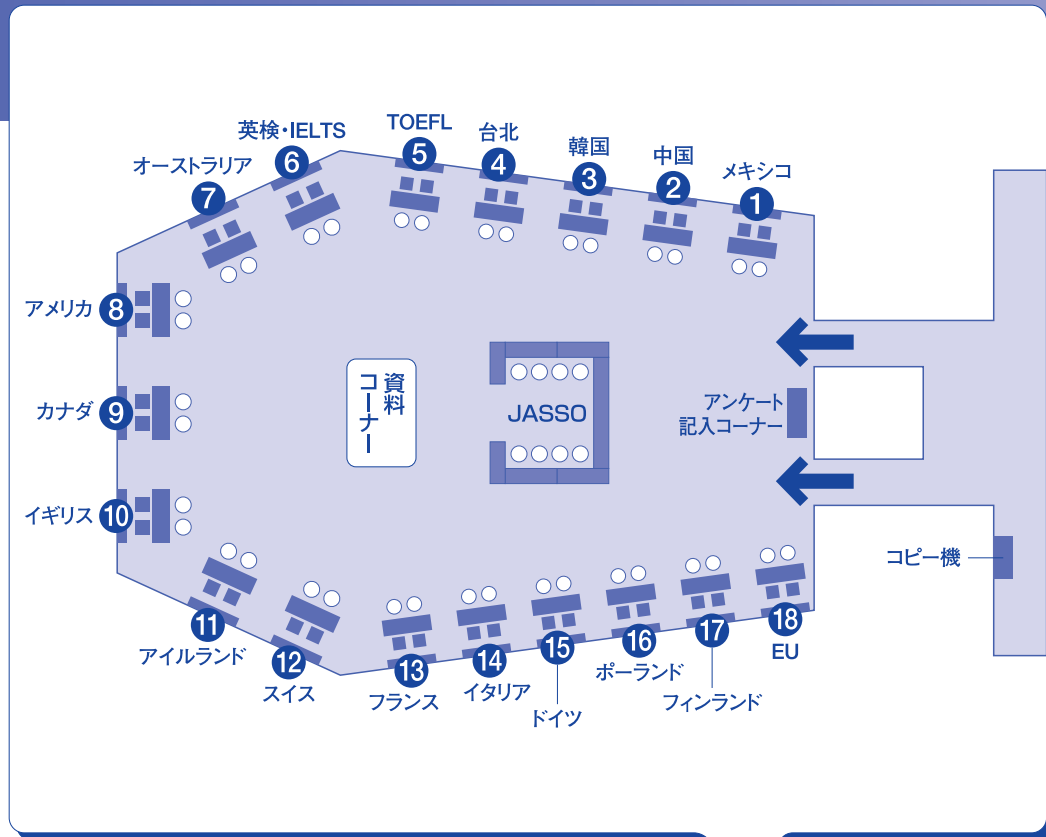 メキシコ
1
中国
2
韓国
3
台北
4
TOEFL
5
英検・IELTS
6
オーストラリア
7
アメリカ
8
カナダ
9
イギリス
10
アイルランド
11
スイス
12
フランス
13
イタリア
14
ドイツ
15
ポーランド
16
フィンランド
17
EU
18
資料
コーナー
JASSO
アンケート
記入コーナー
コピー機